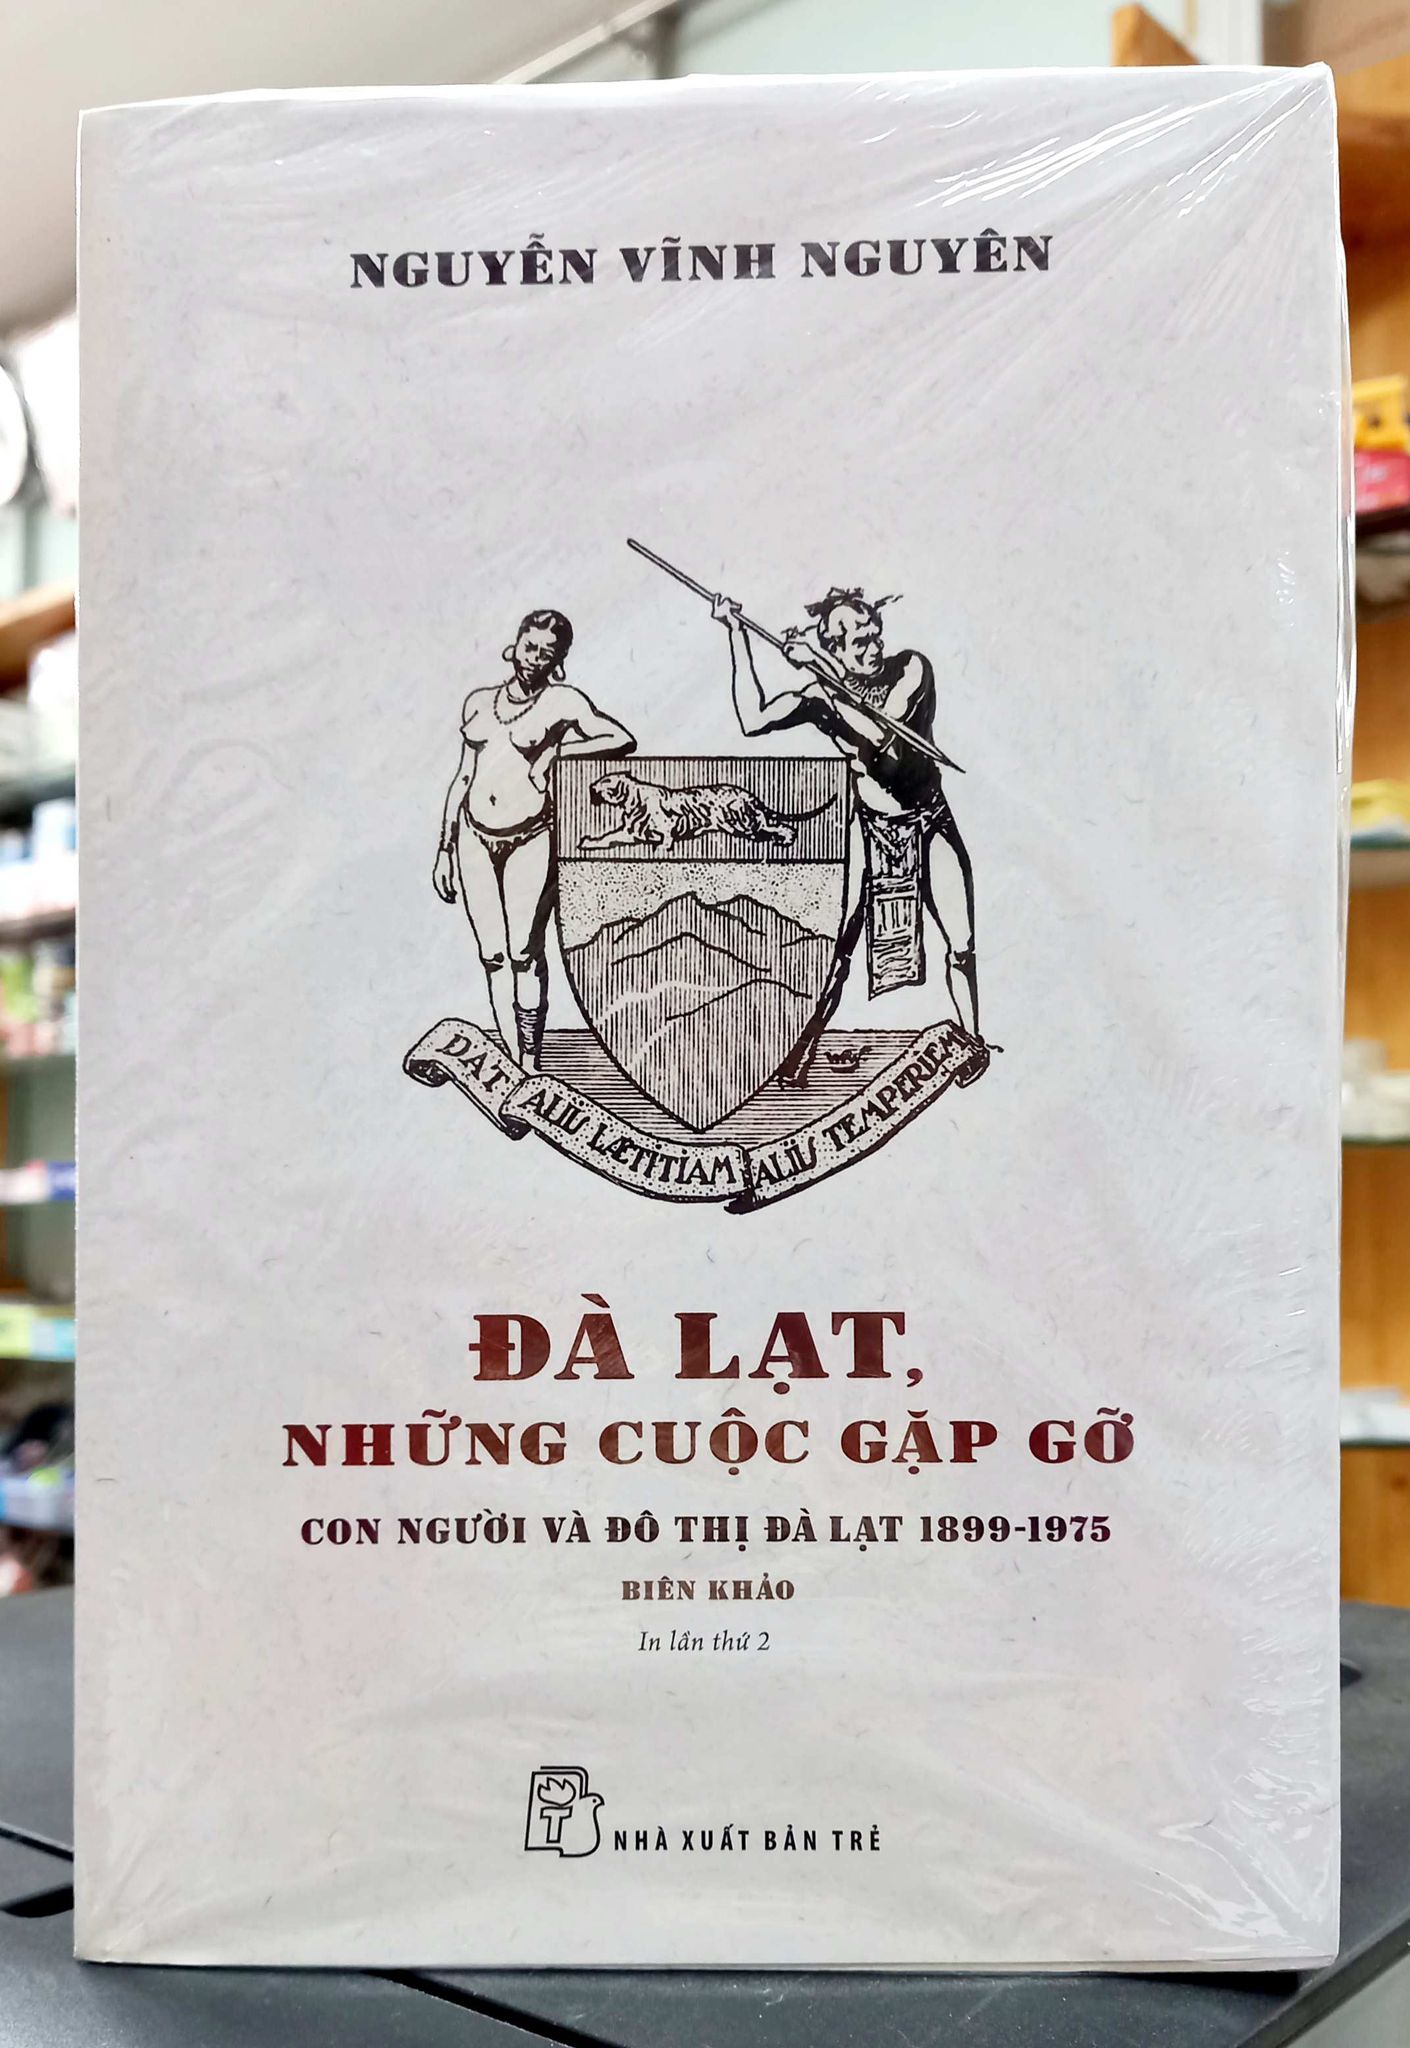 NGUYỄN VĨNH NGUYÊN
DAT ALIIS LÆTITIAM ALIIS TEMPERIEM
ĐÀ LẠT,
NHỮNG CUỘC GẶP GỠ
CON NGƯỜI VÀ ĐÔ THỊ ĐÀ LẠT 1899-1975
BIÊN KHẢO
In lần thứ 2
T
NHÀ XUẤT BẢN TRẺ